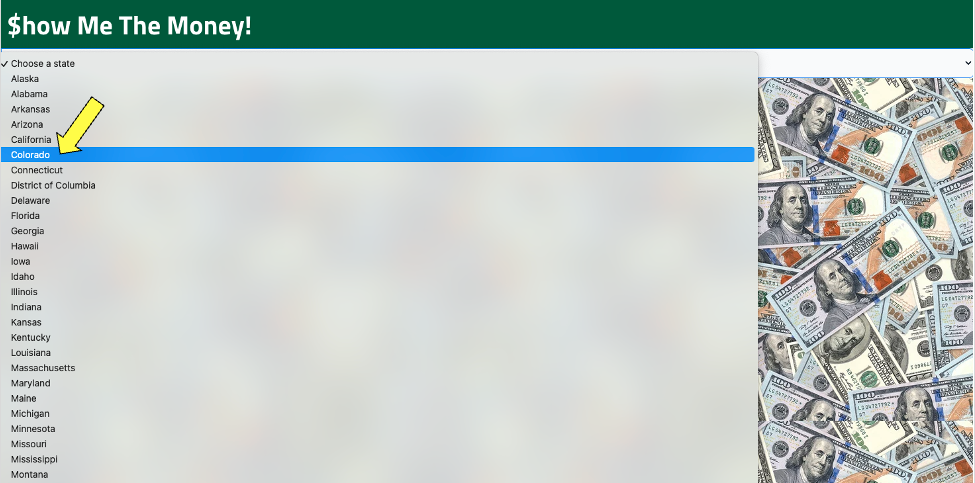 $how Me The Money!
✓ Choose a state
Alaska
Alabama
Arkansas
Arizona
California
Colorado
Connecticut
District of Columbia
Delaware
Florida
Georgia
Hawaii
Iowa
Idaho
Illinois
Indiana
Kansas
Kentucky
Louisiana
Massachusetts
Maryland
Maine
Michigan
Minnesota
Missouri
Mississippi
Montana